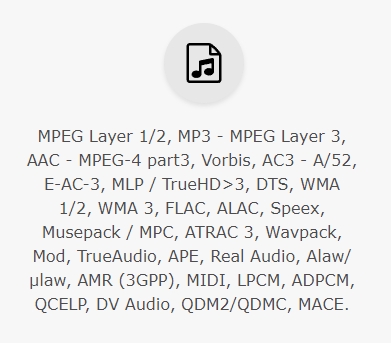 MPEG Layer 1/2, MP3 - MPEG Layer 3,
AAC - MPEG-4 part3, Vorbis, AC3 - A/52,
E-AC-3, MLP / TrueHD>3, DTS, WMA
1/2, WMA 3, FLAC, ALAC, Speex,
Musepack / MPC, ATRAC 3, Wavpack,
Mod, TrueAudio, APE, Real Audio, Alaw/
µlaw, AMR (3GPP), MIDI, LPCM, ADPCM,
QCELP, DV Audio, QDM2/QDMC, MACE.